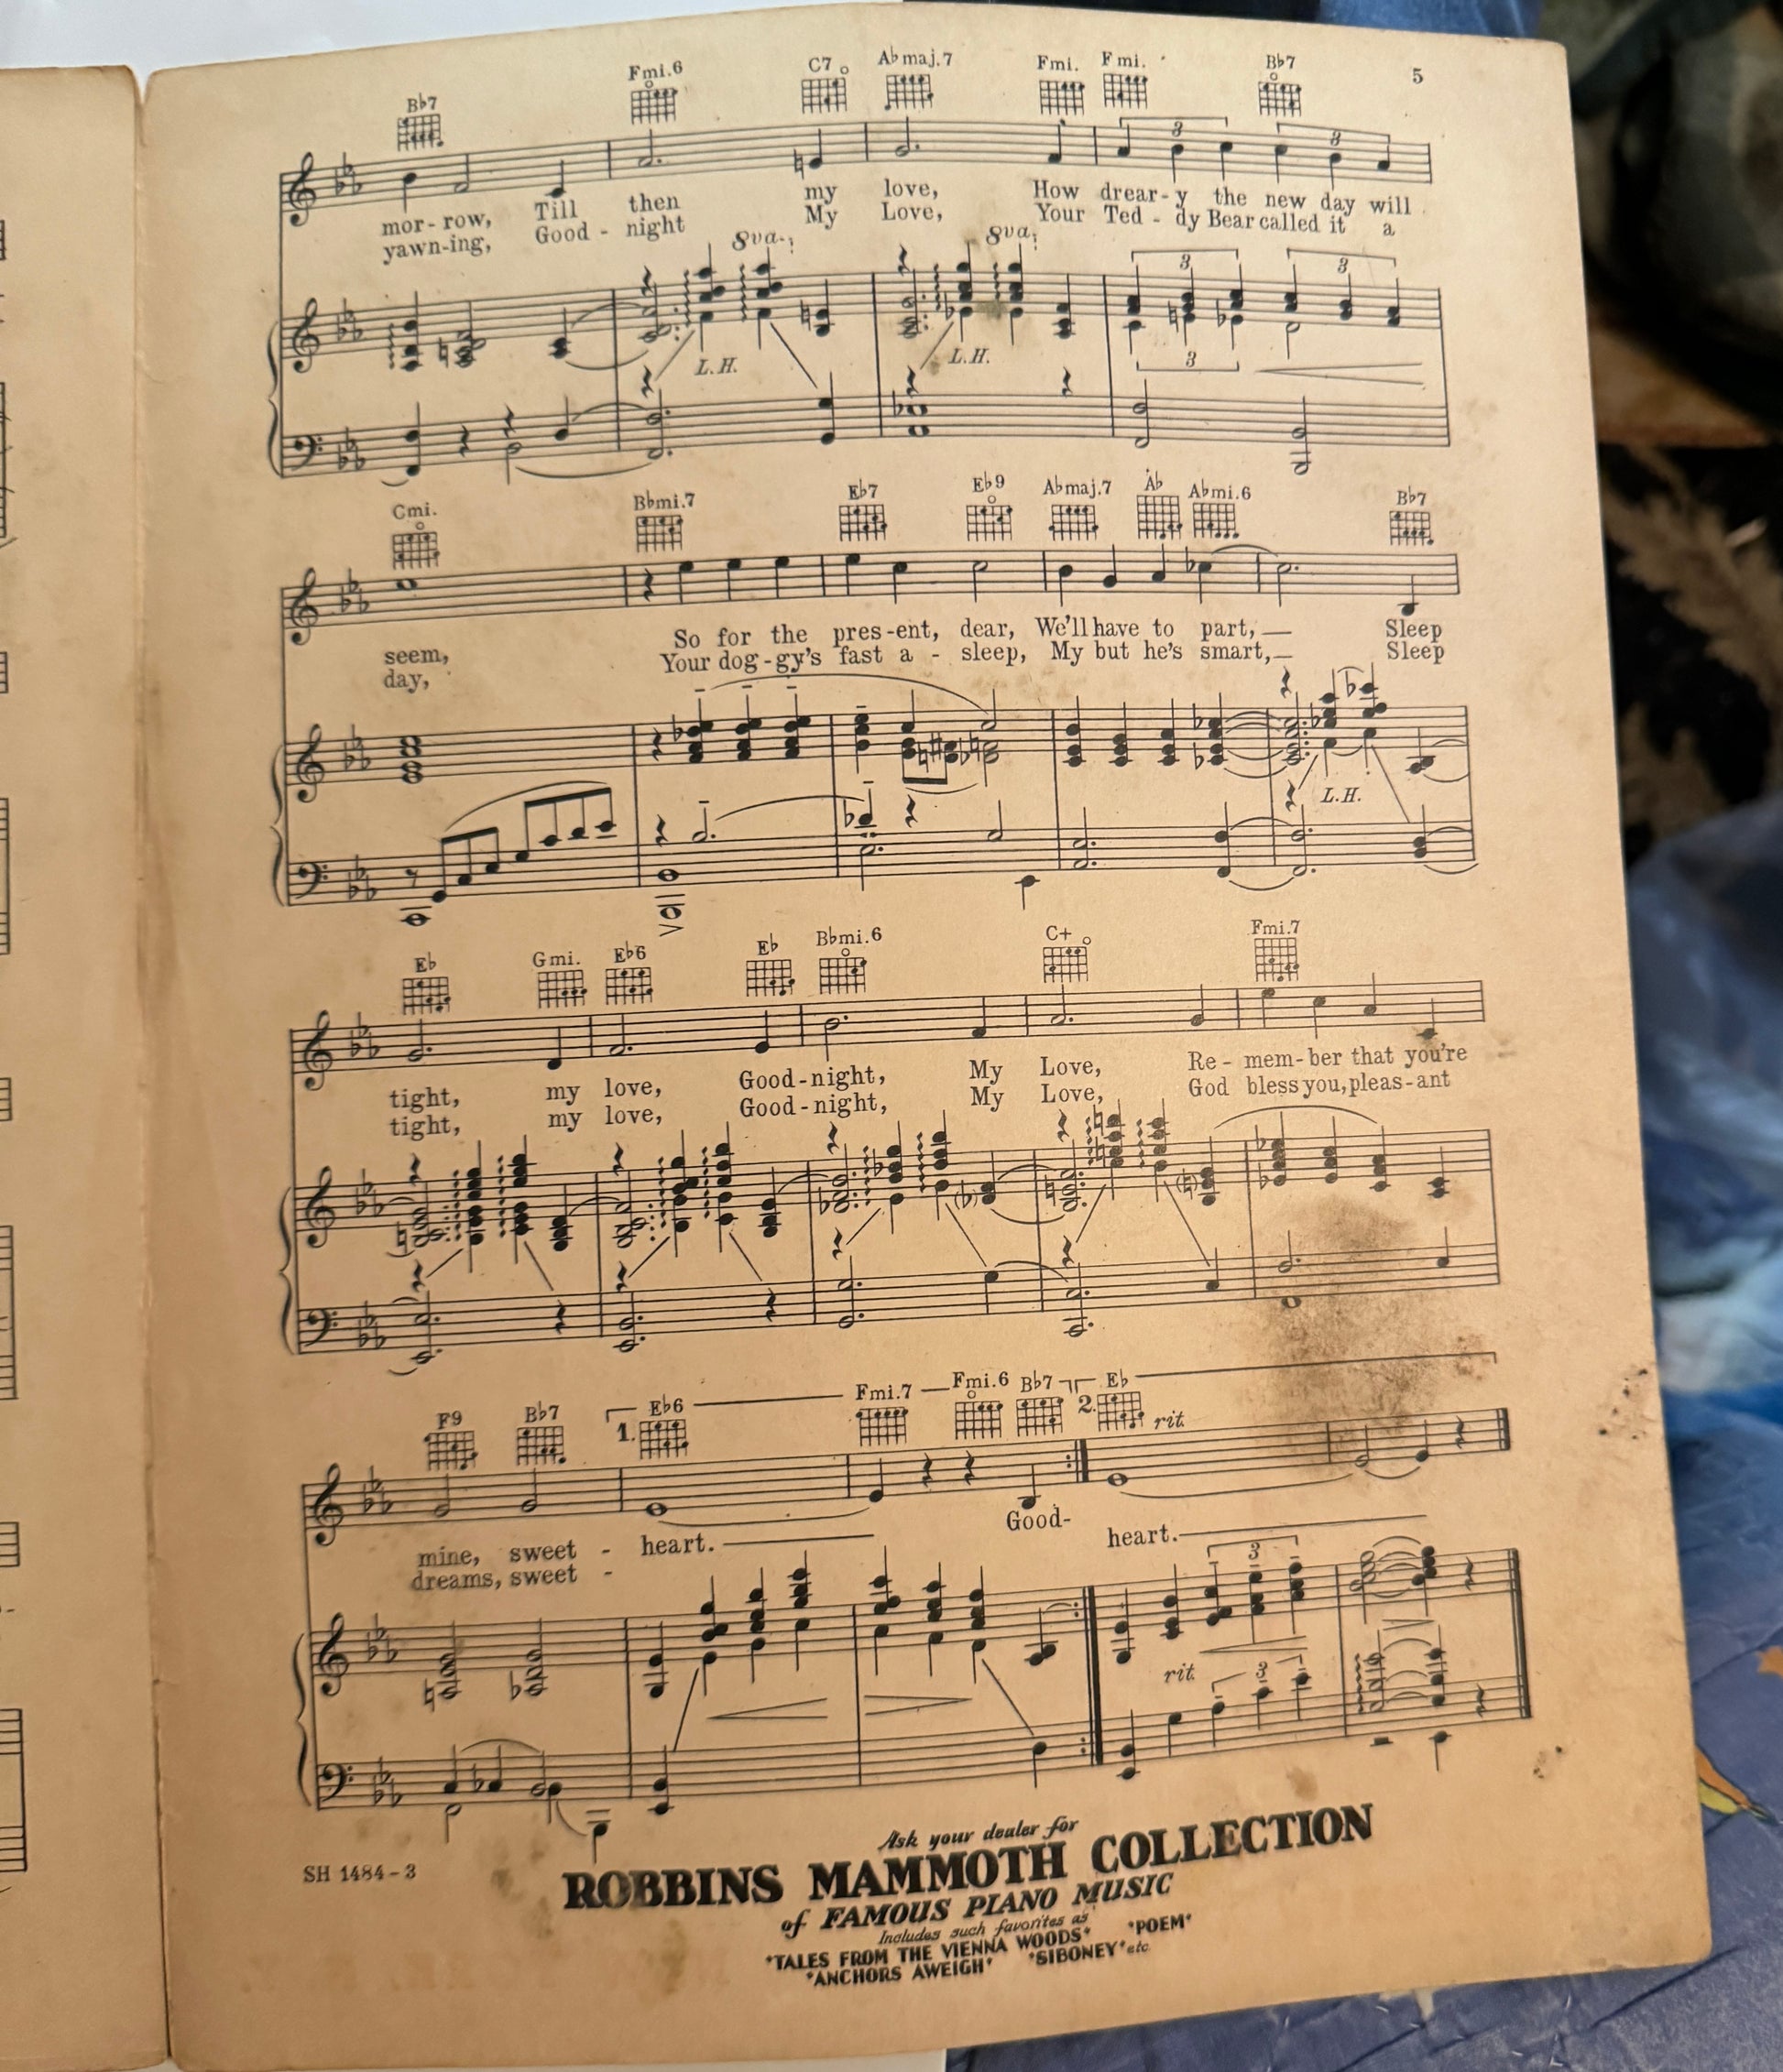 5
B♭7 Fmi.6 C7 A♭maj.7 Fmi. Fmi. B♭7
3 3
mor-row, Till then my love, How drear-y the new day will
yawn-ing, Good - night My Love, Your Ted - dy Bear called it a
8va 8va
3 3
L.H. L.H.
3
Cmi. B♭mi.7 E♭7 E♭9 A♭maj.7 A♭ A♭mi.6 B♭7
seem, So for the pres-ent, dear, We'll have to part,— Sleep
day, Your dog-gy's fast a - sleep, My but he's smart,— Sleep
L.H.
E♭ Gmi. E♭6 E♭ B♭mi.6 C+ Fmi.7
tight, my love, Good-night, My Love, Re- mem-ber that you're
tight, my love, Good-night, My Love, God bless you, pleas-ant
F9 B♭7 1. E♭6 Fmi.7 Fmi.6 B♭7 2. E♭
rit.
mine, sweet - heart. Good- heart.
dreams, sweet -
3
rit. 3
SH 1484-3
Ask your dealer for
ROBBINS MAMMOTH COLLECTION
of FAMOUS PIANO MUSIC
Includes such favorites as
"TALES FROM THE VIENNA WOODS" "POEM"
"ANCHORS AWEIGH" "SIBONEY" etc.